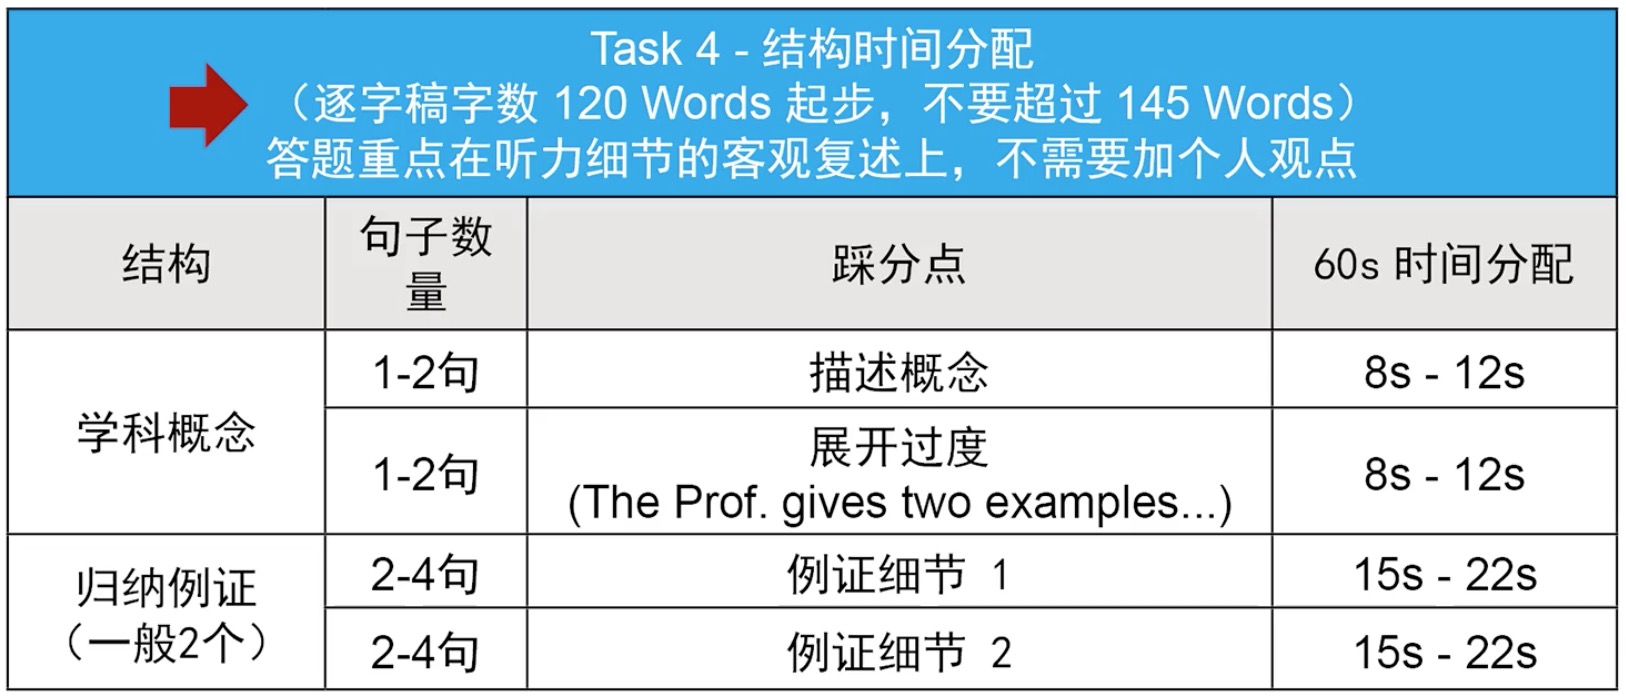 Task 4 - 结构时间分配
（逐字稿字数 120 Words 起步，不要超过 145 Words）
答题重点在听力细节的客观复述上，不需要加个人观点
结构
句子数
量
踩分点
60s 时间分配
学科概念
1-2句
描述概念
8s - 12s
1-2句
展开过度
(The Prof. gives two examples...)
8s - 12s
归纳例证
（一般2个）
2-4句
例证细节 1
15s - 22s
2-4句
例证细节 2
15s - 22s